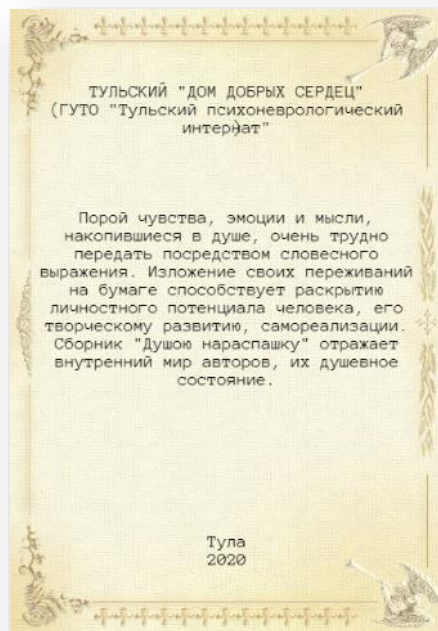 ТУЛЬСКИЙ "ДОМ ДОБРЫХ СЕРДЕЦ"
(ГУТО "Тульский психоневрологический
интернат")
Порой чувства, эмоции и мысли,
накопившиеся в душе, очень трудно
передать посредством словесного
выражения. Изложение своих переживаний
на бумаге способствует раскрытию
личностного потенциала человека, его
творческому развитию, самореализации.
Сборник "Душою нараспашку" отражает
внутренний мир авторов, их душевное
состояние.
Тула
2020